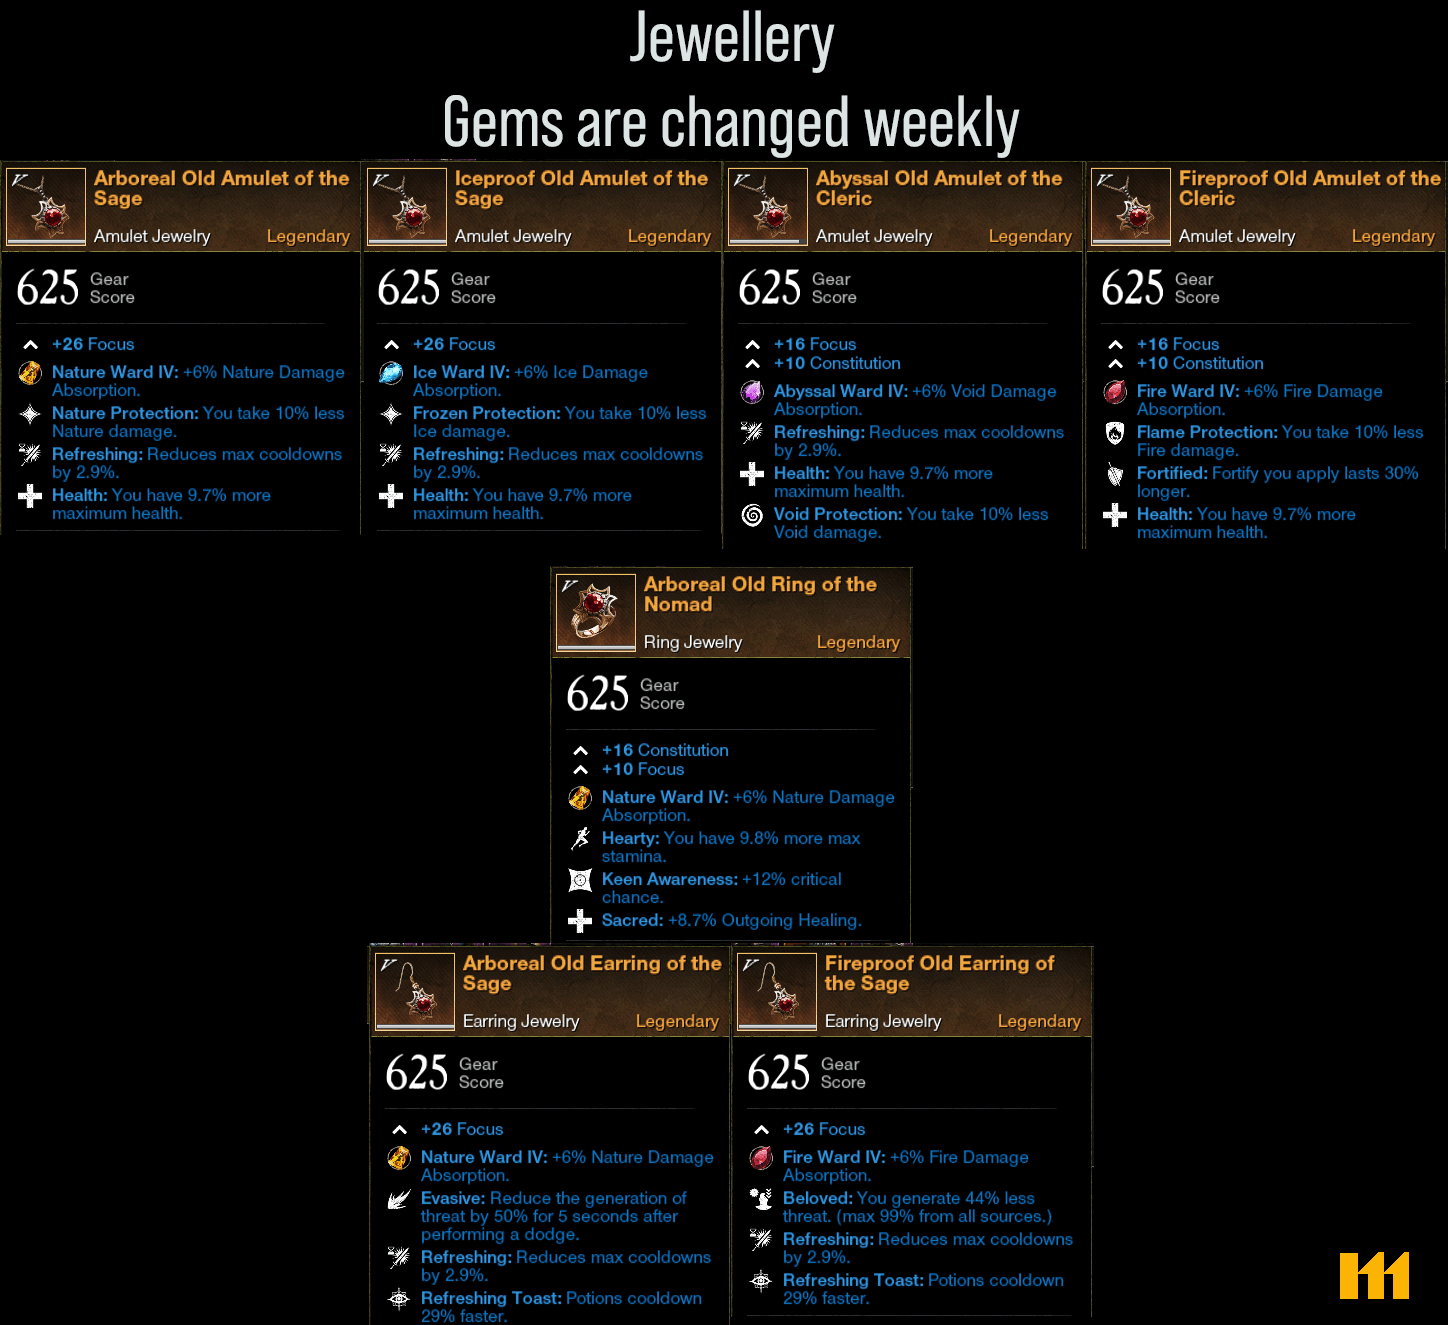 Jewellery
Gems are changed weekly
V
Arboreal Old Amulet of the
Sage
Amulet Jewelry Legendary
625 Gear
Score
+26 Focus
Nature Ward IV: +6% Nature Damage
Absorption.
Nature Protection: You take 10% less
Nature damage.
Refreshing: Reduces max cooldowns
by 2.9%.
Health: You have 9.7% more
maximum health.
V
Iceproof Old Amulet of the
Sage
Amulet Jewelry Legendary
625 Gear
Score
+26 Focus
Ice Ward IV: +6% Ice Damage
Absorption.
Frozen Protection: You take 10% less
Ice damage.
Refreshing: Reduces max cooldowns
by 2.9%.
Health: You have 9.7% more
maximum health.
V
Abyssal Old Amulet of the
Cleric
Amulet Jewelry Legendary
625 Gear
Score
+16 Focus
+10 Constitution
Abyssal Ward IV: +6% Void Damage
Absorption.
Refreshing: Reduces max cooldowns
by 2.9%.
Health: You have 9.7% more
maximum health.
Void Protection: You take 10% less
Void damage.
V
Fireproof Old Amulet of the
Cleric
Amulet Jewelry Legendary
625 Gear
Score
+16 Focus
+10 Constitution
Fire Ward IV: +6% Fire Damage
Absorption.
Flame Protection: You take 10% less
Fire damage.
Fortified: Fortify you apply lasts 30%
longer.
Health: You have 9.7% more
maximum health.
V
Arboreal Old Ring of the
Nomad
Ring Jewelry Legendary
625 Gear
Score
+16 Constitution
+10 Focus
Nature Ward IV: +6% Nature Damage
Absorption.
Hearty: You have 9.8% more max
stamina.
Keen Awareness: +12% critical
chance.
Sacred: +8.7% Outgoing Healing.
V
Arboreal Old Earring of the
Sage
Earring Jewelry Legendary
625 Gear
Score
+26 Focus
Nature Ward IV: +6% Nature Damage
Absorption.
Evasive: Reduce the generation of
threat by 50% for 5 seconds after
performing a dodge.
Refreshing: Reduces max cooldowns
by 2.9%.
Refreshing Toast: Potions cooldown
29% faster.
V
Fireproof Old Earring of
the Sage
Earring Jewelry Legendary
625 Gear
Score
+26 Focus
Fire Ward IV: +6% Fire Damage
Absorption.
Beloved: You generate 44% less
threat. (max 99% from all sources.)
Refreshing: Reduces max cooldowns
by 2.9%.
Refreshing Toast: Potions cooldown
29% faster.